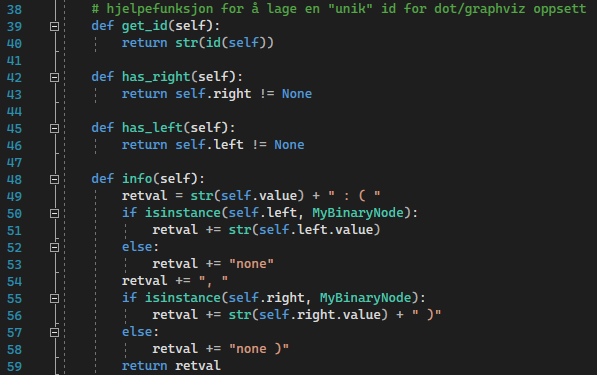 38 # hjelpefunksjon for å lage en "unik" id for dot/graphviz oppsett
39 def get_id(self):
40     return str(id(self))
41
42 def has_right(self):
43     return self.right != None
44
45 def has_left(self):
46     return self.left != None
47
48 def info(self):
49     retval = str(self.value) + " : ( "
50     if isinstance(self.left, MyBinaryNode):
51         retval += str(self.left.value)
52     else:
53         retval += "none"
54     retval += ", "
55     if isinstance(self.right, MyBinaryNode):
56         retval += str(self.right.value) + " )"
57     else:
58         retval += "none )"
59     return retval